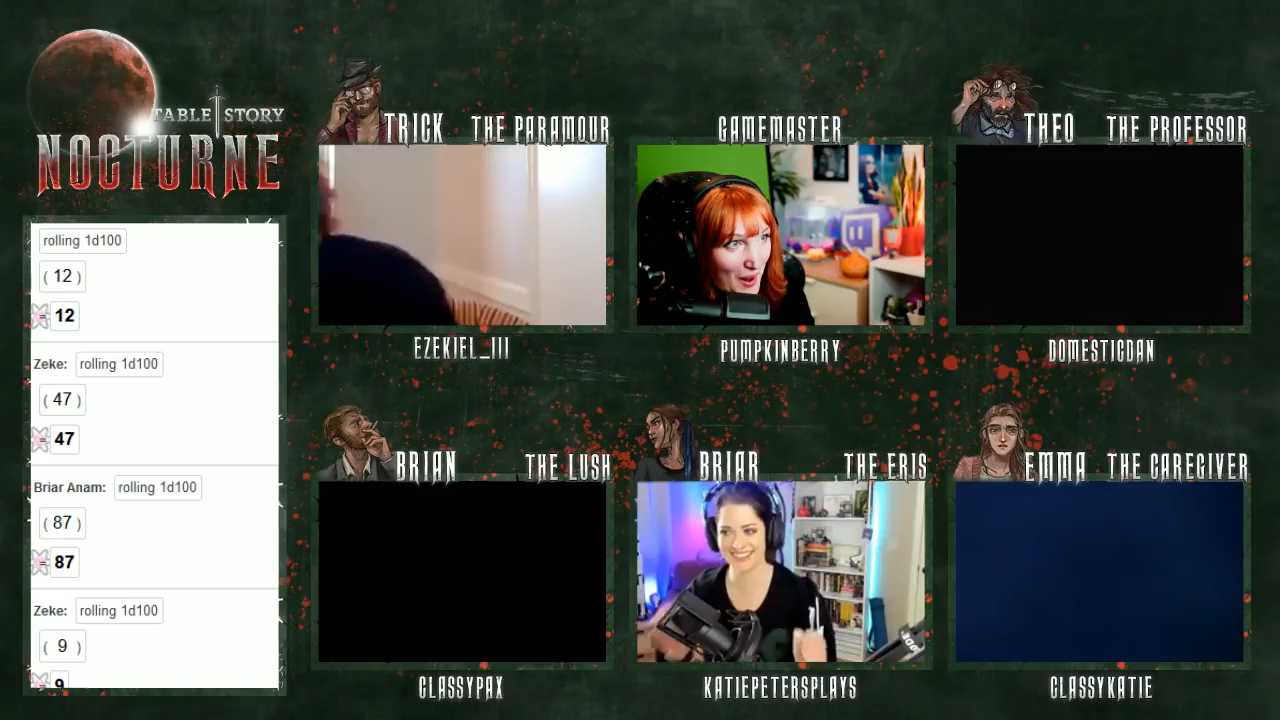 TABLE STORY
NOCTURNE
rolling 1d100
( 12 )
= 12
Zeke: rolling 1d100
( 47 )
= 47
Briar Anam: rolling 1d100
( 87 )
= 87
Zeke: rolling 1d100
( 9 )
= 9
TRICK THE PARAMOUR
EZEKIEL_III
GAMEMASTER
PUMPKINBERRY
THEO THE PROFESSOR
DOMESTICDAN
BRIAN THE LUSH
CLASSYPAX
BRIAR THE ERIS
KATIEPETERSPLAYS
EMMA THE CAREGIVER
CLASSYKATIE